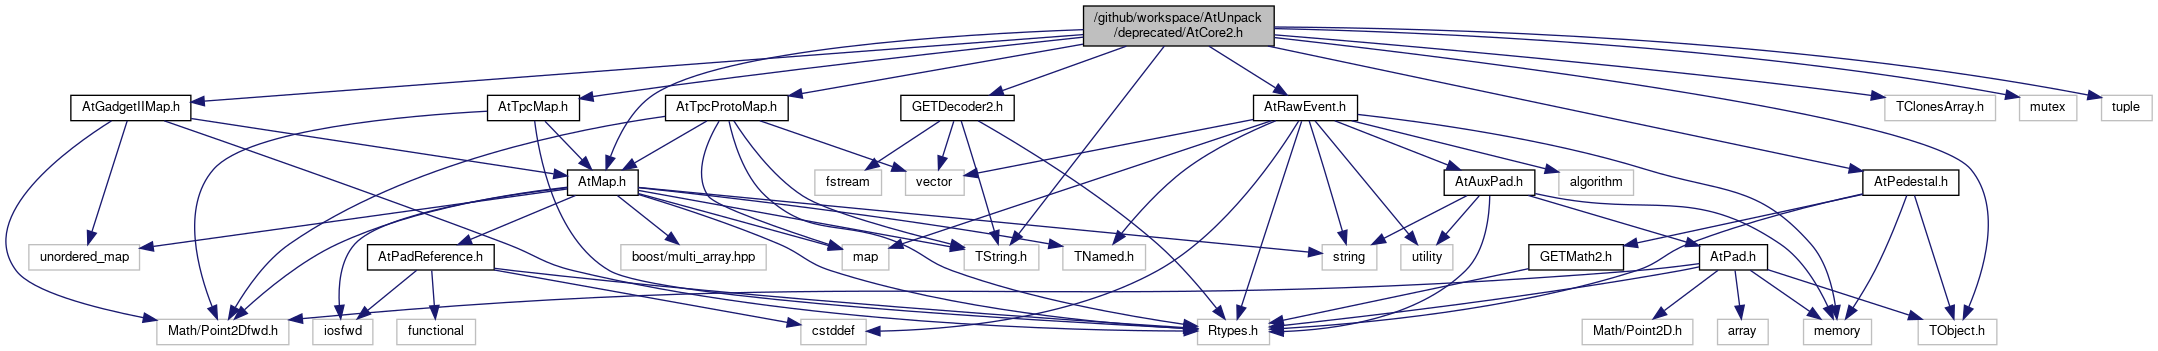 /github/workspace/AtUnpack
/deprecated/AtCore2.h
AtGadgetIIMap.h
AtTpcMap.h
AtTpcProtoMap.h
GETDecoder2.h
AtRawEvent.h
TClonesArray.h
mutex
tuple
AtMap.h
fstream
vector
AtAuxPad.h
algorithm
AtPedestal.h
unordered_map
AtPadReference.h
boost/multi_array.hpp
map
TString.h
TNamed.h
string
utility
GETMath2.h
AtPad.h
Math/Point2Dfwd.h
iosfwd
functional
cstddef
Rtypes.h
Math/Point2D.h
array
memory
TObject.h